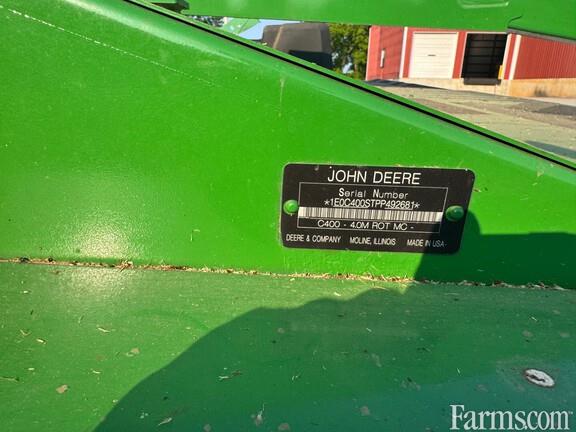 JOHN DEERE
Serial Number
*1E0C400STPP492681*
C400 - 4.0M ROT MC -
DEERE & COMPANY MOLINE, ILLINOIS MADE IN USA
Farms.com